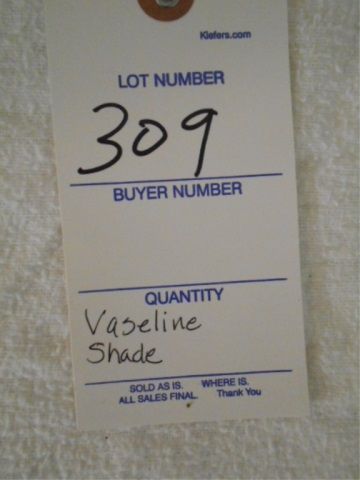 Kiefers.com
LOT NUMBER
309
BUYER NUMBER
QUANTITY
Vaseline
Shade
SOLD AS IS. WHERE IS.
ALL SALES FINAL. Thank You